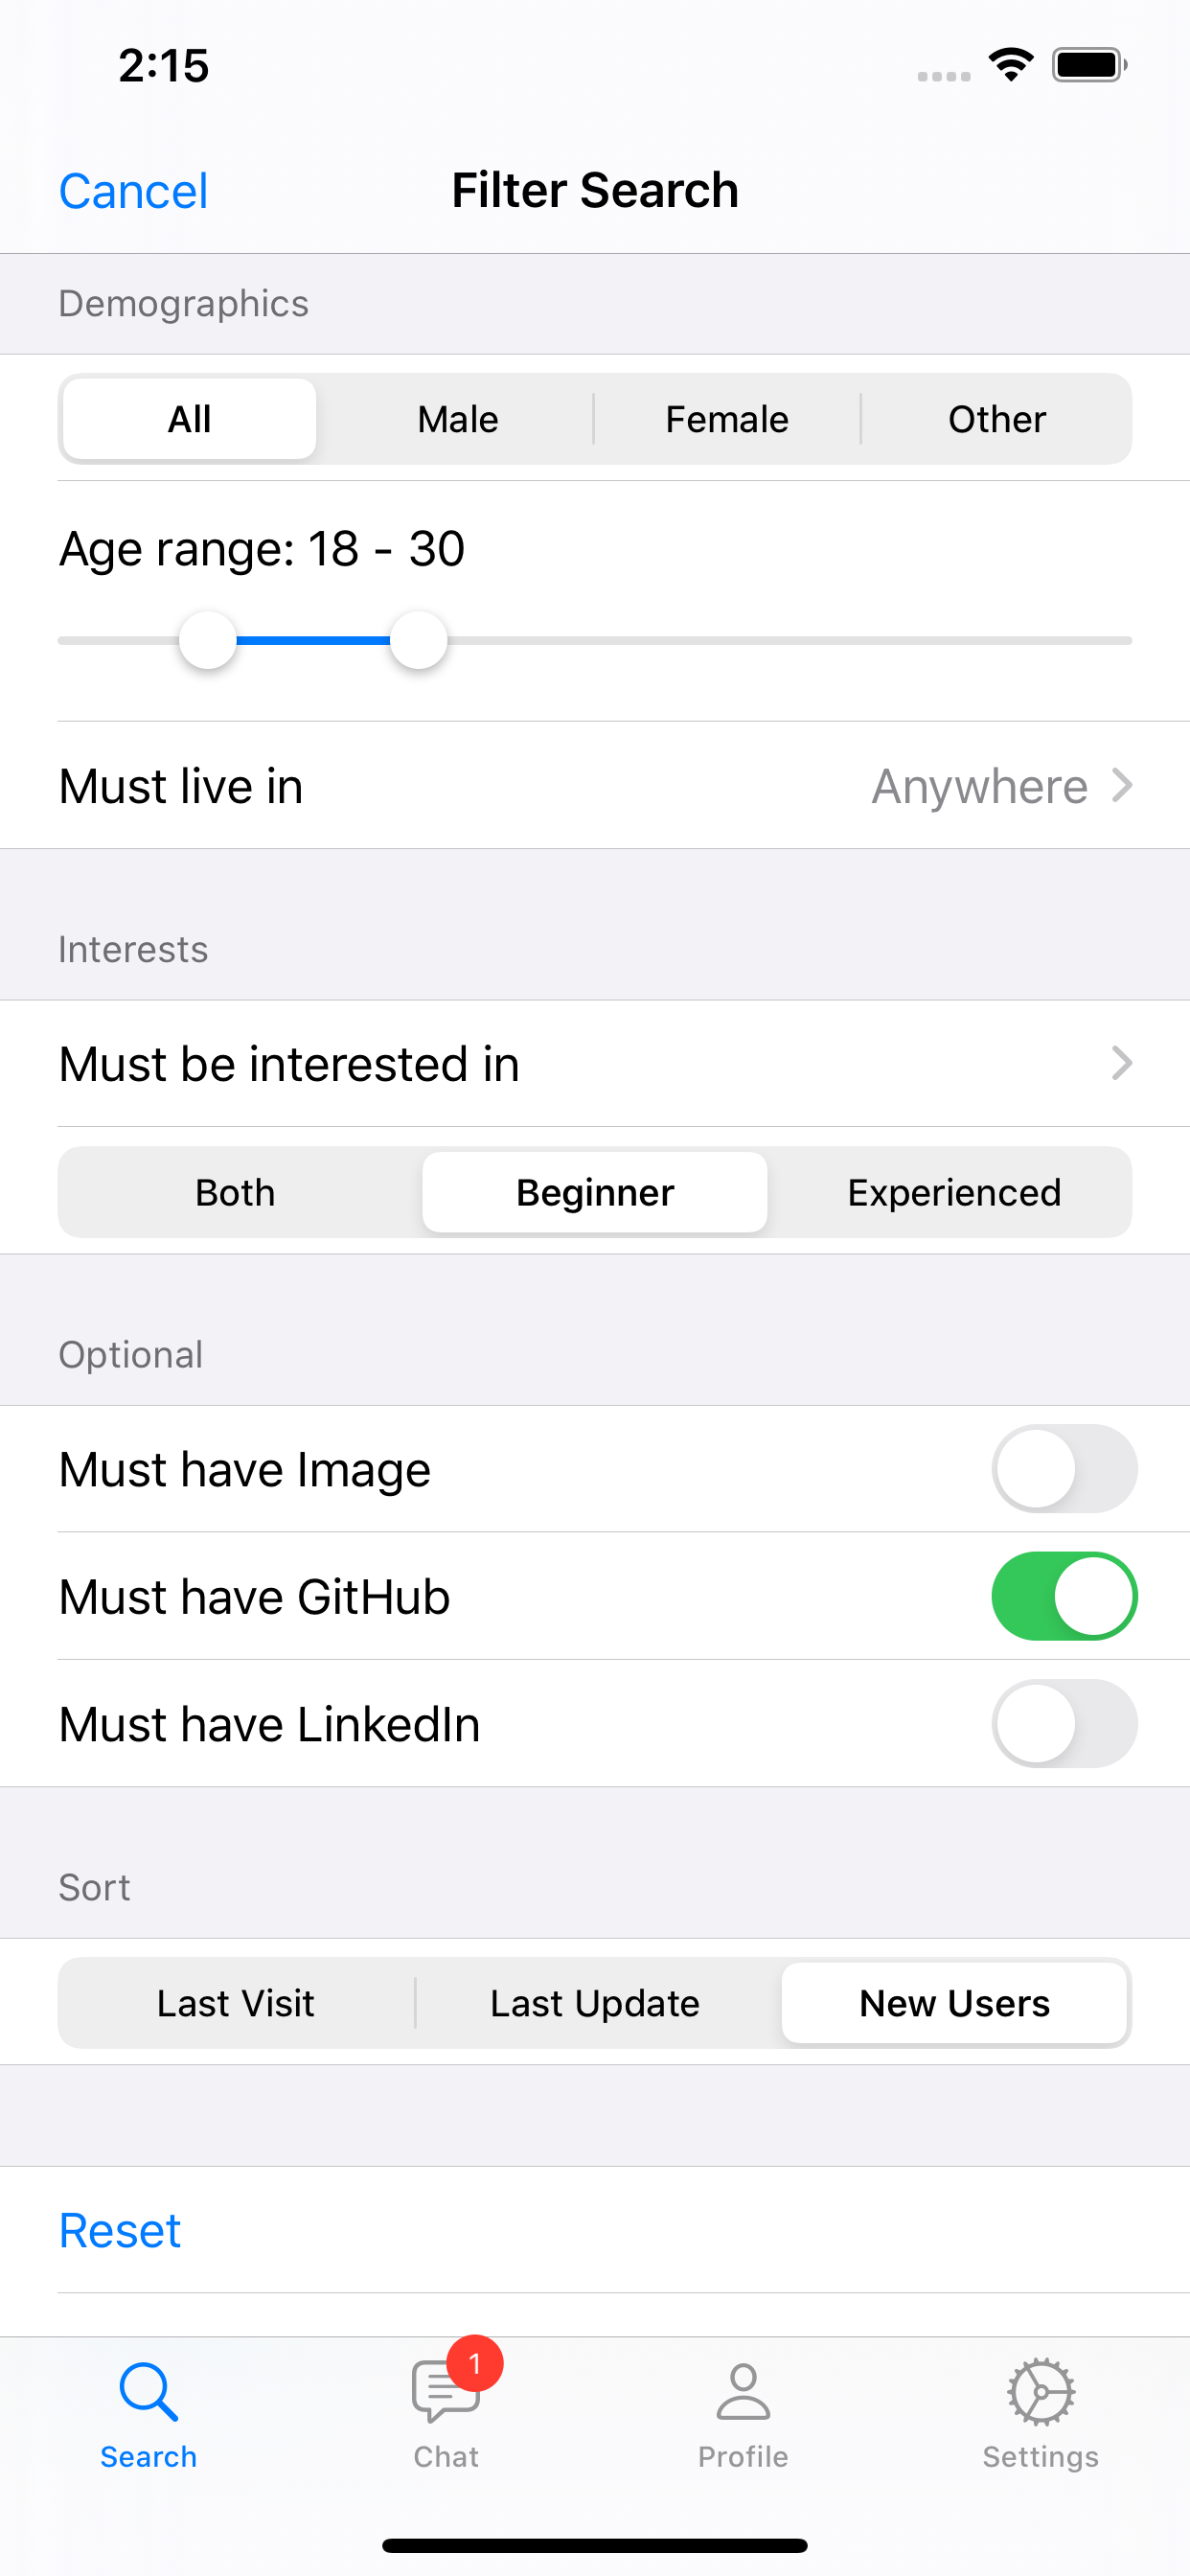 2:15
Cancel Filter Search
Demographics
All Male Female Other
Age range: 18 - 30
Must live in Anywhere
Interests
Must be interested in
Both Beginner Experienced
Optional
Must have Image
Must have GitHub
Must have LinkedIn
Sort
Last Visit Last Update New Users
Reset
1
Search Chat Profile Settings